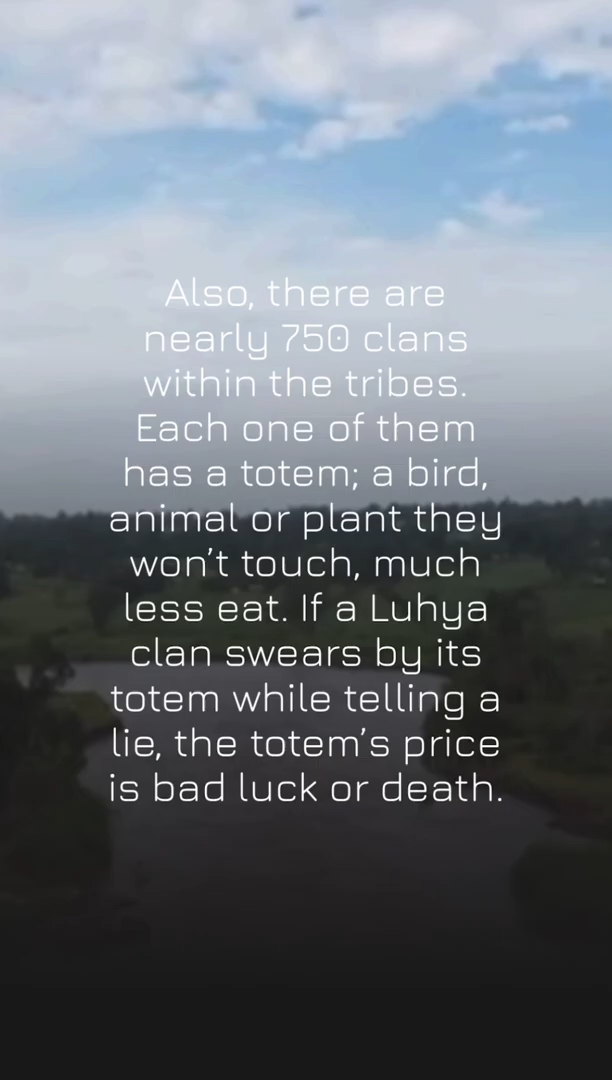 Also, there are
nearly 750 clans
within the tribes.
Each one of them
has a totem; a bird,
animal or plant they
won’t touch, much
less eat. If a Luhya
clan swears by its
totem while telling a
lie, the totem’s price
is bad luck or death.